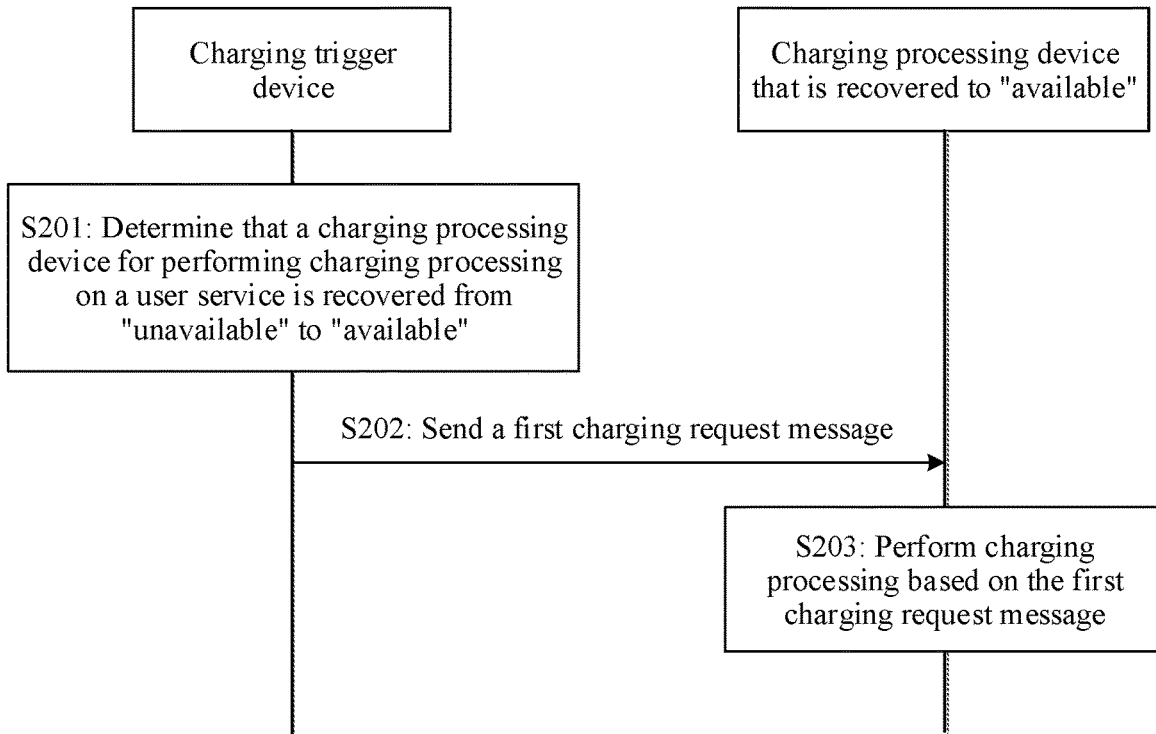 Charging trigger
device
Charging processing device
that is recovered to "available"
S201: Determine that a charging processing
device for performing charging processing
on a user service is recovered from
"unavailable" to "available"
S202: Send a first charging request message
S203: Perform charging
processing based on the first
charging request message